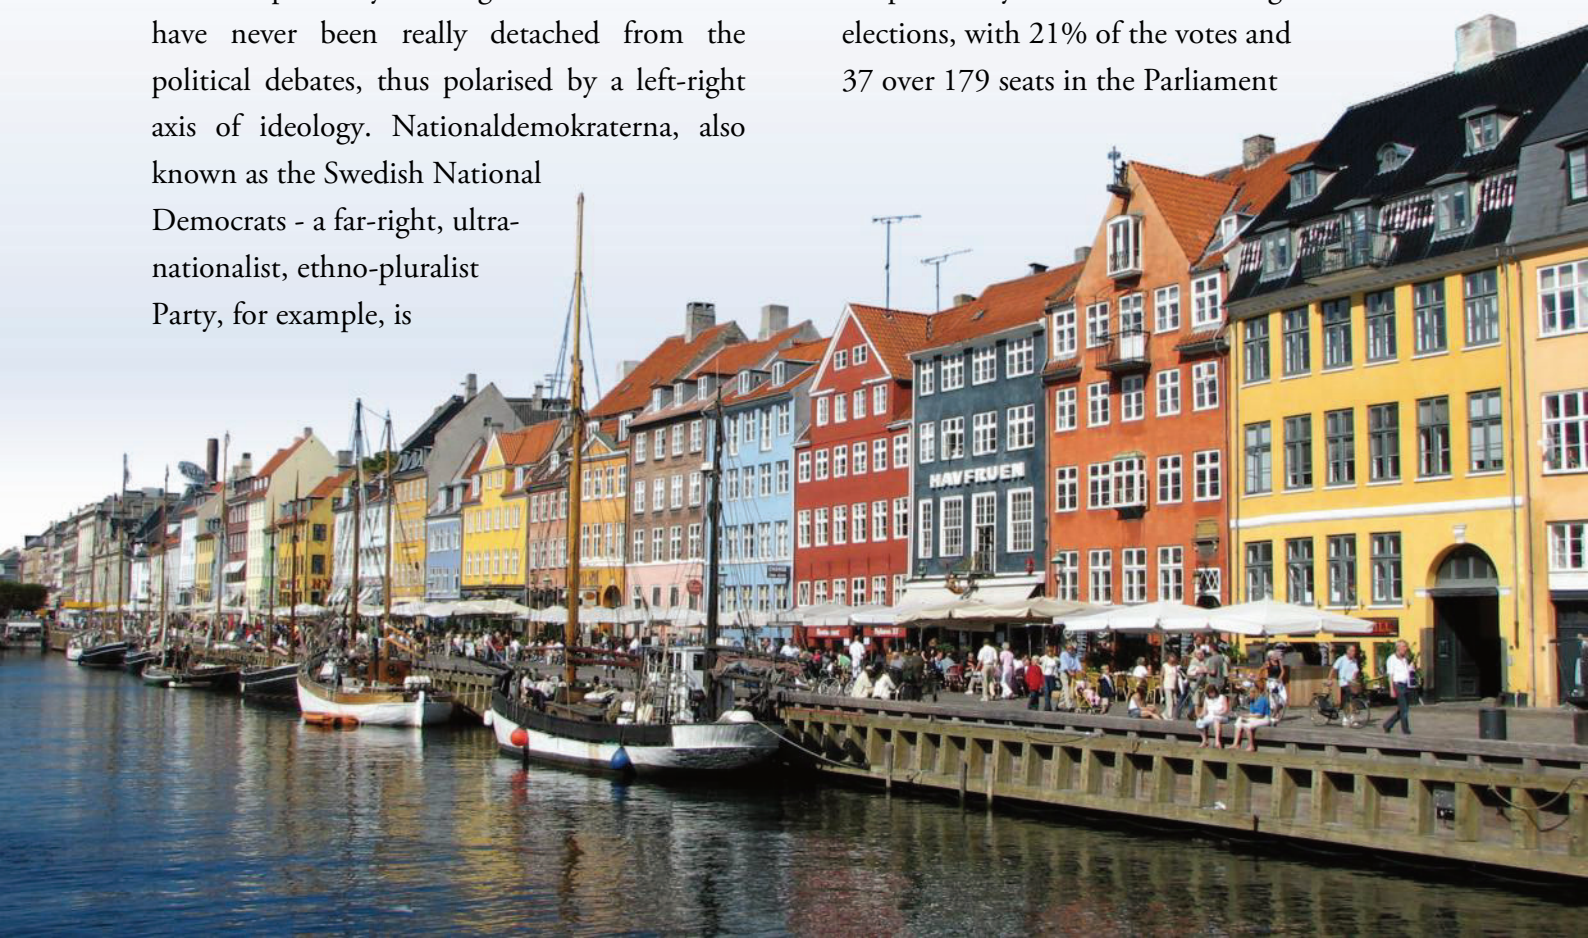 have never been really detached from the
political debates, thus polarised by a left-right
axis of ideology. Nationaldemokraterna, also
known as the Swedish National
Democrats - a far-right, ultra-
nationalist, ethno-pluralist
Party, for example, is
elections, with 21% of the votes and
37 over 179 seats in the Parliament
HAVFRUEN